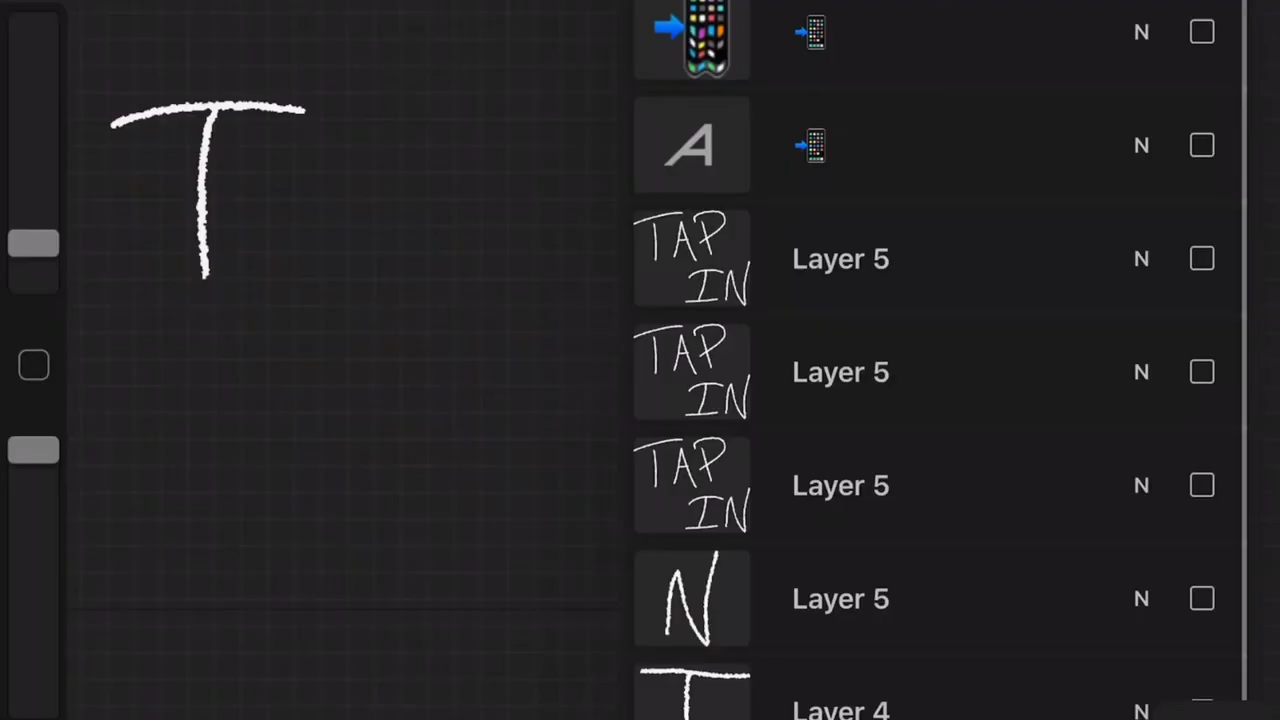 T
📲 N
A 📲 N
TAP
IN
Layer 5 N
TAP
IN
Layer 5 N
TAP
IN
Layer 5 N
N Layer 5 N
Layer 4 N